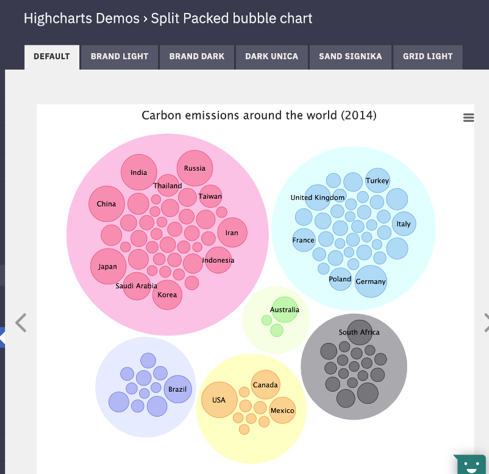 Highcharts Demos › Split Packed bubble chart
DEFAULT
BRAND LIGHT
BRAND DARK
DARK UNICA
SAND SIGNIKA
GRID LIGHT
Carbon emissions around the world (2014)
India
Russia
Thailand
Taiwan
China
Iran
Japan
Indonesia
Saudi Arabia
Korea
Turkey
United Kingdom
Italy
France
Poland
Germany
Australia
South Africa
Brazil
USA
Canada
Mexico